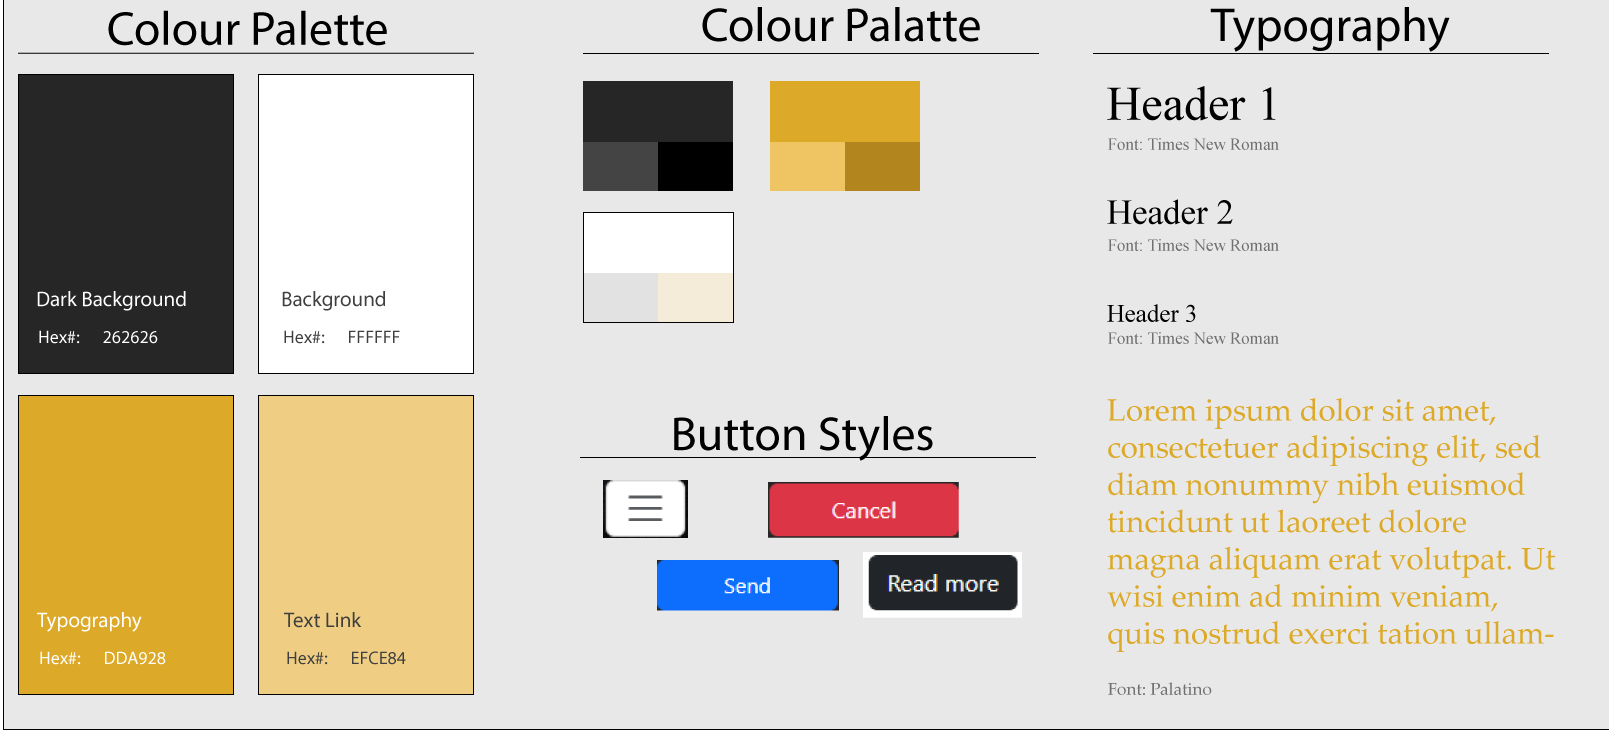 Colour Palette
Dark Background
Hex#: 262626
Background
Hex#: FFFFFF
Typography
Hex#: DDA928
Text Link
Hex#: EFCE84
Colour Palatte
Button Styles
Cancel
Send
Read more
Typography
Header 1
Font: Times New Roman
Header 2
Font: Times New Roman
Header 3
Font: Times New Roman
Lorem ipsum dolor sit amet,
consectetuer adipiscing elit, sed
diam nonummy nibh euismod
tincidunt ut laoreet dolore
magna aliquam erat volutpat. Ut
wisi enim ad minim veniam,
quis nostrud exerci tation ullam-
Font: Palatino